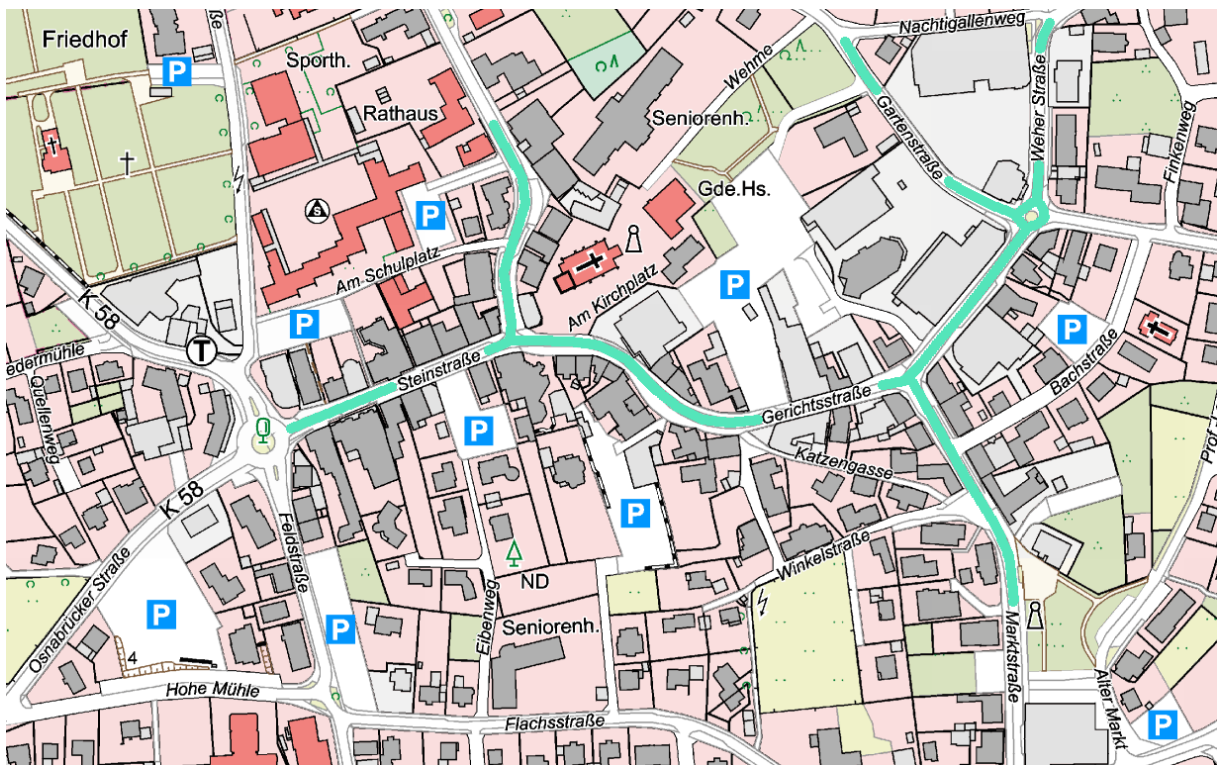 Friedhof
P
Sporth.
Rathaus
Wehme
Seniorenh.
Nachtigallenweg
Gartenstraße
Weher Straße
Finkenweg
Gde.Hs.
S
P
Am Schulplatz
Am Kirchplatz
K 58
T
P
P
P
Bachstraße
edermühle
Quellenweg
Steinstraße
Gerichtsstraße
P
Katzengasse
K 58
Feldstraße
P
Winkelstraße
Osnabrücker Straße
P
P
ND
Eibenweg
Seniorenh.
4
Hohe Mühle
Flachsstraße
Marktstraße
Alter Markt
P